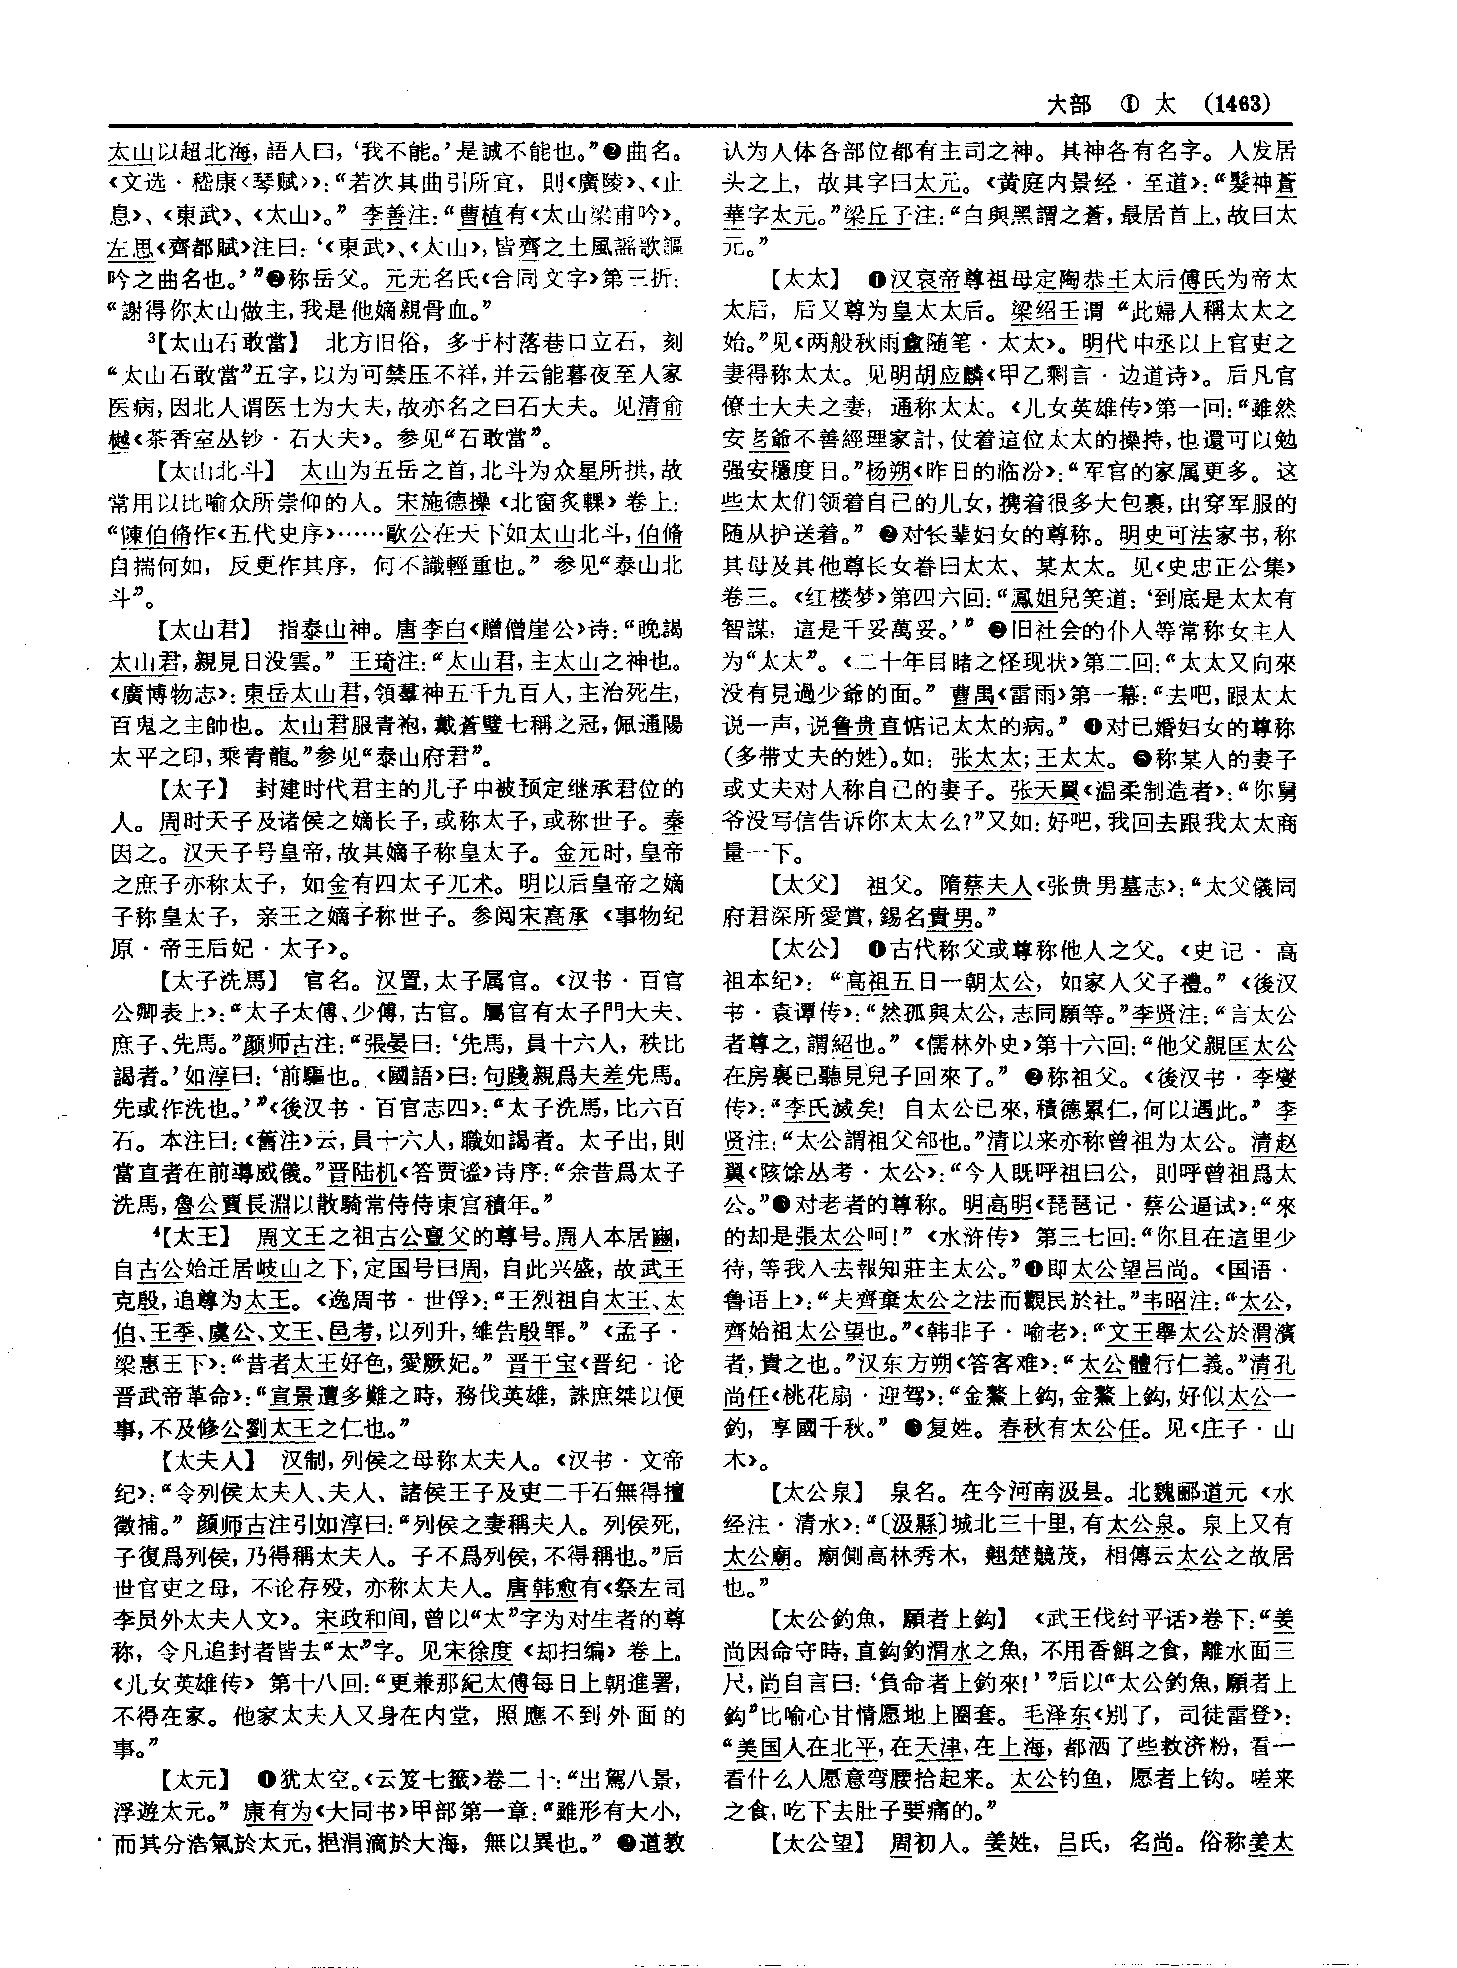 大部 ① 太 (1463)
太山以超北海，語人曰，‘我不能。’是誠不能也。”❷曲名。
《文选·嵇康〈琴赋〉》：“若次其曲引所宜，則《廣陵》、《止
息》、《東武》、《太山》。” 李善注：“曹植有《太山梁甫吟》。
左思《齊都賦》注曰：‘《東武》、《太山》，皆齊之土風謡歌謳
吟之曲名也。’”❸称岳父。元无名氏《合同文字》第三折：
“謝得你太山做主，我是他嫡親骨血。”
³【太山石敢當】 北方旧俗，多于村落巷口立石，刻
“太山石敢當”五字，以为可禁压不祥，并云能暮夜至人家
医病，因北人谓医士为大夫，故亦名之曰石大夫。见清俞
樾《茶香室丛钞·石大夫》。参见“石敢當”。
【太山北斗】 太山为五岳之首，北斗为众星所拱，故
常用以比喻众所崇仰的人。宋施德操《北窗炙輠》卷上：
“陳伯脩作《五代史序》……歐公在天下如太山北斗，伯脩
自揣何如，反更作其序，何不識輕重也。” 参见“泰山北
斗”。
【太山君】 指泰山神。唐李白《赠僧崖公》诗：“晚謁
太山君，親見日没雲。” 王琦注：“太山君，主太山之神也。
《廣博物志》：東岳太山君，領羣神五千九百人，主治死生，
百鬼之主帥也。太山君服青袍，戴蒼璧七稱之冠，佩通陽
太平之印，乘青龍。”参见“泰山府君”。
【太子】 封建时代君主的儿子中被预定继承君位的
人。周时天子及诸侯之嫡长子，或称太子，或称世子。秦
因之。汉天子号皇帝，故其嫡子称皇太子。金元时，皇帝
之庶子亦称太子，如金有四太子兀术。明以后皇帝之嫡
子称皇太子，亲王之嫡子称世子。参阅宋高承《事物纪
原·帝王后妃·太子》。
【太子洗馬】 官名。汉置，太子属官。《汉书·百官
公卿表上》：“太子太傅、少傅，古官。屬官有太子門大夫、
庶子、先馬。”颜师古注：“張晏曰：‘先馬，員十六人，秩比
謁者。’如淳曰：‘前驅也。《國語》曰：句踐親爲夫差先馬。
先或作洗也。’”《後汉书·百官志四》：“太子洗馬，比六百
石。本注曰：《舊注》云，員十六人，職如謁者。太子出，則
當直者在前導威儀。”晋陆机《答贾谧》诗序：“余昔爲太子
洗馬，魯公賈長淵以散騎常侍侍東宫積年。”
⁴【太王】 周文王之祖古公亶父的尊号。周人本居豳，
自古公始迁居岐山之下，定国号曰周，自此兴盛，故武王
克殷，追尊为太王。《逸周书·世俘》：“王烈祖自太王、太
伯、王季、虞公、文王、邑考，以列升，維告殷罪。”《孟子·
梁惠王下》：“昔者太王好色，愛厥妃。” 晋干宝《晋纪·论
晋武帝革命》：“宣景遭多難之時，務伐英雄，誅庶桀以便
事，不及修公劉太王之仁也。”
【太夫人】 汉制，列侯之母称太夫人。《汉书·文帝
纪》：“令列侯太夫人、夫人、諸侯王子及吏二千石無得擅
徵捕。” 颜师古注引如淳曰：“列侯之妻稱夫人。列侯死，
子復爲列侯，乃得稱太夫人。子不爲列侯，不得稱也。”后
世官吏之母，不论存殁，亦称太夫人。唐韩愈有《祭左司
李员外太夫人文》。宋政和间，曾以“太”字为对生者的尊
称，令凡追封者皆去“太”字。见宋徐度《却扫编》卷上。
《儿女英雄传》第十八回：“更兼那紀太傅每日上朝進署，
不得在家。他家太夫人又身在内堂，照應不到外面的
事。”
【太元】 ❶犹太空。《云笈七籤》卷二十：“出駕八景，
浮遊太元。” 康有为《大同书》甲部第一章：“雖形有大小，
而其分浩氣於太元，挹涓滴於大海，無以異也。” ❷道教
认为人体各部位都有主司之神。其神各有名字。人发居
头之上，故其字曰太元。《黄庭内景经·至道》：“髮神蒼
華字太元。”梁丘子注：“白與黑謂之蒼，最居首上，故曰太
元。”
【太太】 ❶汉哀帝尊祖母定陶恭王太后傅氏为帝太
太后，后又尊为皇太太后。梁绍壬谓“此婦人稱太太之
始。”见《两般秋雨盦随笔·太太》。明代中丞以上官吏之
妻得称太太。见明胡应麟《甲乙剩言·边道诗》。后凡官
僚士大夫之妻，通称太太。《儿女英雄传》第一回：“雖然
安老爺不善經理家計，仗着這位太太的操持，也還可以勉
强安穩度日。”杨朔《昨日的临汾》：“军官的家属更多。这
些太太们领着自己的儿女，携着很多大包裹，由穿军服的
随从护送着。” ❷对长辈妇女的尊称。明史可法家书，称
其母及其他尊长女眷曰太太、某太太。见《史忠正公集》
卷三。《红楼梦》第四六回：“鳳姐兒笑道：‘到底是太太有
智謀，這是千妥萬妥。’” ❸旧社会的仆人等常称女主人
为“太太”。《二十年目睹之怪现状》第二回：“太太又向來
没有見過少爺的面。” 曹禺《雷雨》第一幕：“去吧，跟太太
说一声，说鲁贵直惦记太太的病。” ❹对已婚妇女的尊称
（多带丈夫的姓）。如：张太太；王太太。❺称某人的妻子
或丈夫对人称自己的妻子。张天翼《温柔制造者》：“你舅
爷没写信告诉你太太么？”又如：好吧，我回去跟我太太商
量一下。
【太父】 祖父。隋蔡夫人《张贵男墓志》：“太父儀同
府君深所愛賞，錫名貴男。”
【太公】 ❶古代称父或尊称他人之父。《史记·高
祖本纪》：“高祖五日一朝太公，如家人父子禮。”《後汉
书·袁谭传》：“然孤與太公，志同願等。”李贤注：“言太公
者尊之，謂紹也。”《儒林外史》第十六回：“他父親匡太公
在房裏已聽見兒子回來了。” ❷称祖父。《後汉书·李燮
传》：“李氏滅矣！自太公已來，積德累仁，何以遇此。” 李
贤注：“太公謂祖父郃也。”清以来亦称曾祖为太公。清赵
翼《陔馀丛考·太公》：“今人既呼祖曰公，則呼曾祖爲太
公。”❸对老者的尊称。明高明《琵琶记·蔡公逼试》：“來
的却是張太公呵！”《水浒传》第三七回：“你且在這里少
待，等我入去報知莊主太公。”❹即太公望吕尚。《国语·
鲁语上》：“夫齊棄太公之法而觀民於社。”韦昭注：“太公，
齊始祖太公望也。”《韩非子·喻老》：“文王舉太公於渭濱
者，貴之也。”汉东方朔《答客难》：“太公體行仁義。”清孔
尚任《桃花扇·迎驾》：“金鰲上鈎，金鰲上鈎，好似太公一
釣，享國千秋。” ❺复姓。春秋有太公任。见《庄子·山
木》。
【太公泉】 泉名。在今河南汲县。北魏郦道元《水
经注·清水》：“〔汲縣〕城北三十里，有太公泉。泉上又有
太公廟。廟側高林秀木，翹楚競茂，相傳云太公之故居
也。”
【太公釣魚，願者上鈎】 《武王伐纣平话》卷下：“姜
尚因命守時，直鈎釣渭水之魚，不用香餌之食，離水面三
尺，尚自言曰：‘負命者上釣來！’”后以“太公釣魚，願者上
鈎”比喻心甘情愿地上圈套。毛泽东《别了，司徒雷登》：
“美国人在北平，在天津，在上海，都洒了些救济粉，看一
看什么人愿意弯腰拾起来。太公钓鱼，愿者上钩。嗟来
之食，吃下去肚子要痛的。”
【太公望】 周初人。姜姓，吕氏，名尚。俗称姜太